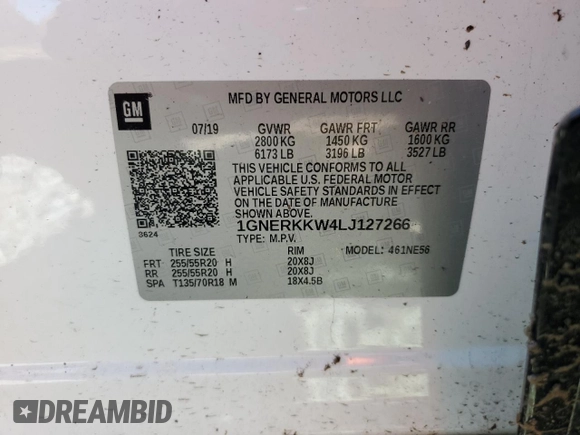 GM
MFD BY GENERAL MOTORS LLC
07/19 GVWR GAWR FRT GAWR RR
2800 KG 1450 KG 1600 KG
6173 LB 3196 LB 3527 LB
THIS VEHICLE CONFORMS TO ALL
APPLICABLE U.S. FEDERAL MOTOR
VEHICLE SAFETY STANDARDS IN EFFECT
ON THE DATE OF MANUFACTURE
SHOWN ABOVE.
1GNERKKW4LJ127266
3624
TYPE: M.P.V. MODEL: 461NE56
TIRE SIZE RIM
FRT 255/55R20 H 20X8J
RR 255/55R20 H 20X8J
SPA T135/70R18 M 18X4.5B
DREAMBID